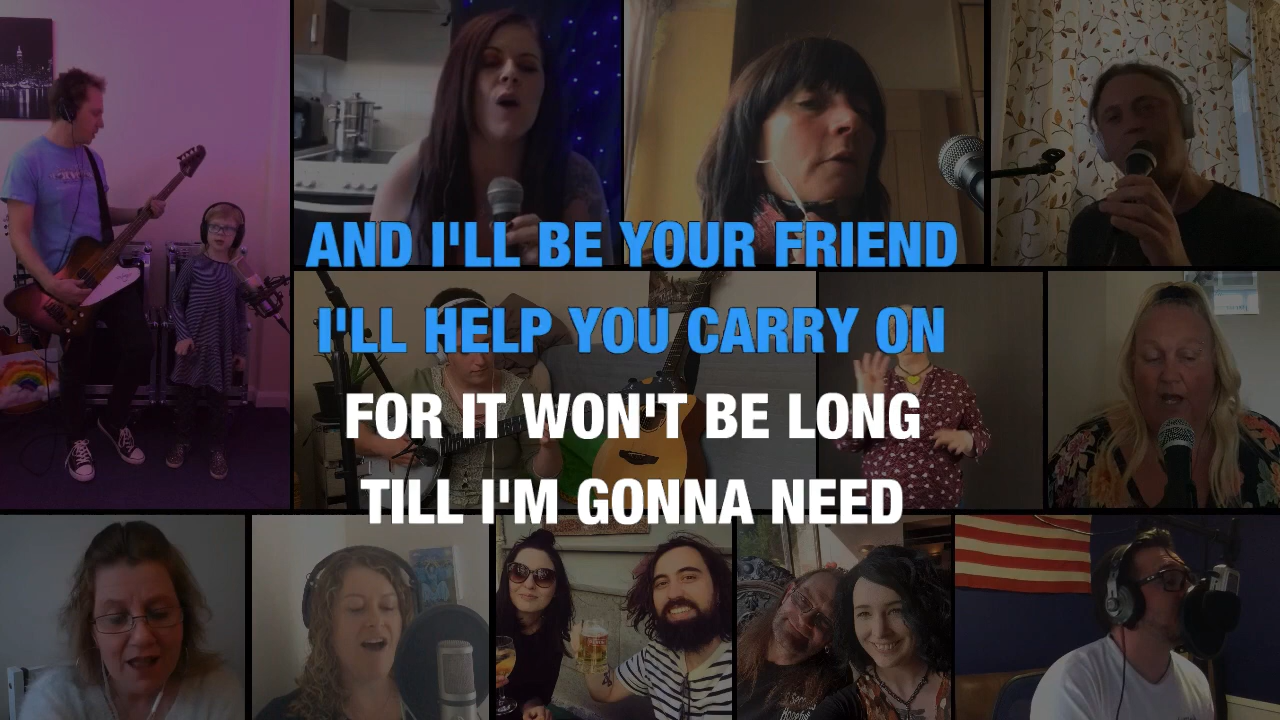 AND I'LL BE YOUR FRIEND
I'LL HELP YOU CARRY ON
FOR IT WON'T BE LONG
TILL I'M GONNA NEED